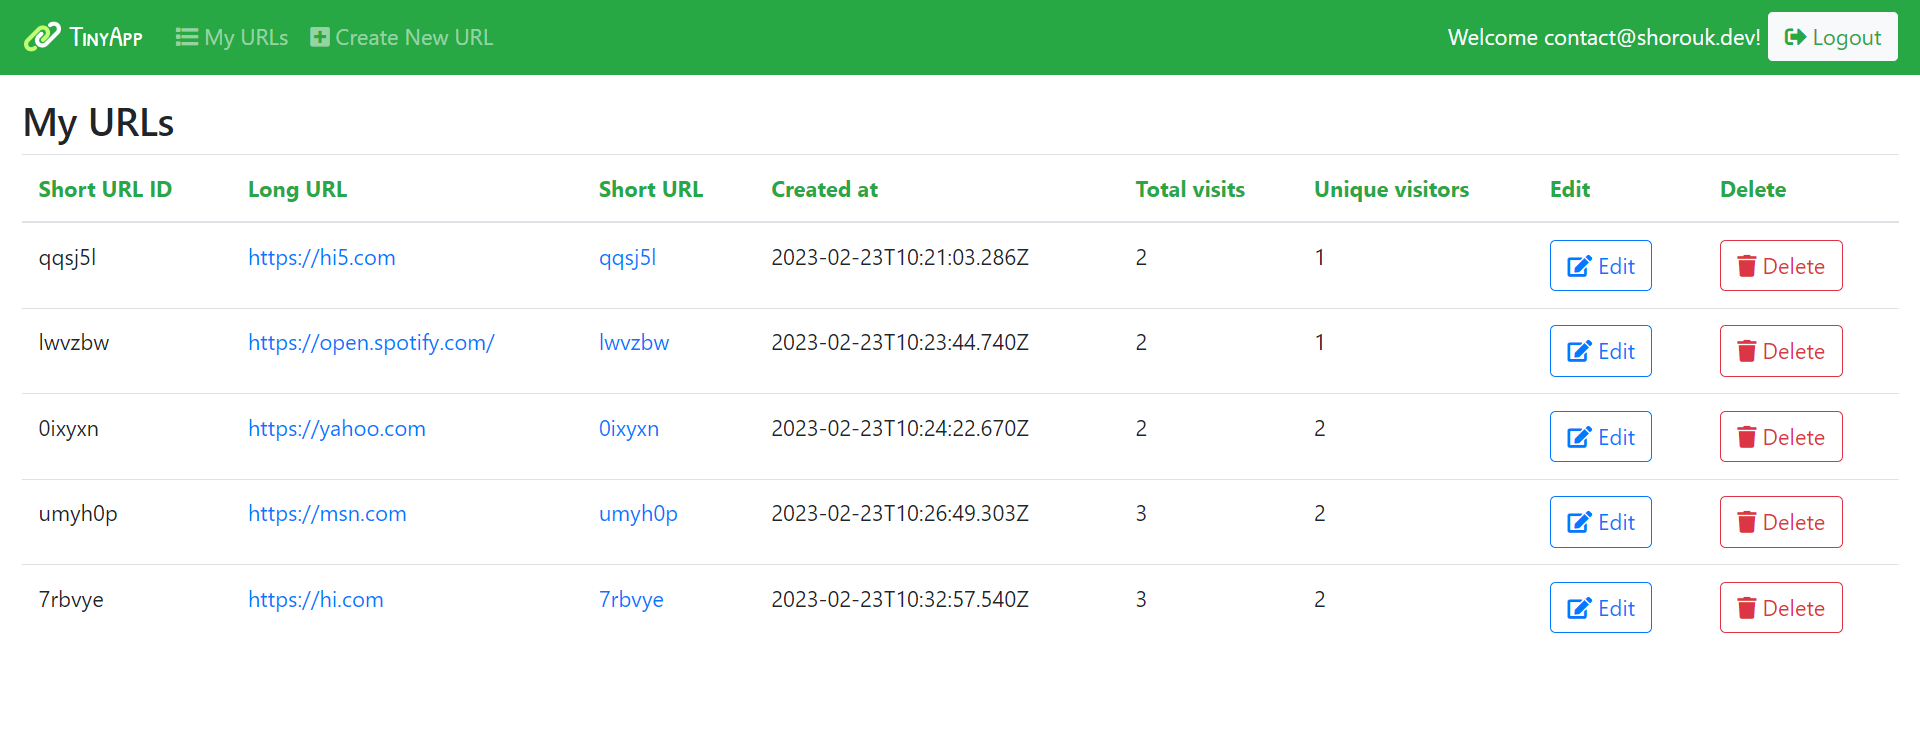 TinyApp My URLs Create New URL Welcome contact@shorouk.dev! Logout
My URLs
Short URL ID Long URL Short URL Created at Total visits Unique visitors Edit Delete
qqsj5l https://hi5.com qqsj5l 2023-02-23T10:21:03.286Z 2 1 Edit Delete
lwvzbw https://open.spotify.com/ lwvzbw 2023-02-23T10:23:44.740Z 2 1 Edit Delete
0ixyxn https://yahoo.com 0ixyxn 2023-02-23T10:24:22.670Z 2 2 Edit Delete
umyh0p https://msn.com umyh0p 2023-02-23T10:26:49.303Z 3 2 Edit Delete
7rbvye https://hi.com 7rbvye 2023-02-23T10:32:57.540Z 3 2 Edit Delete